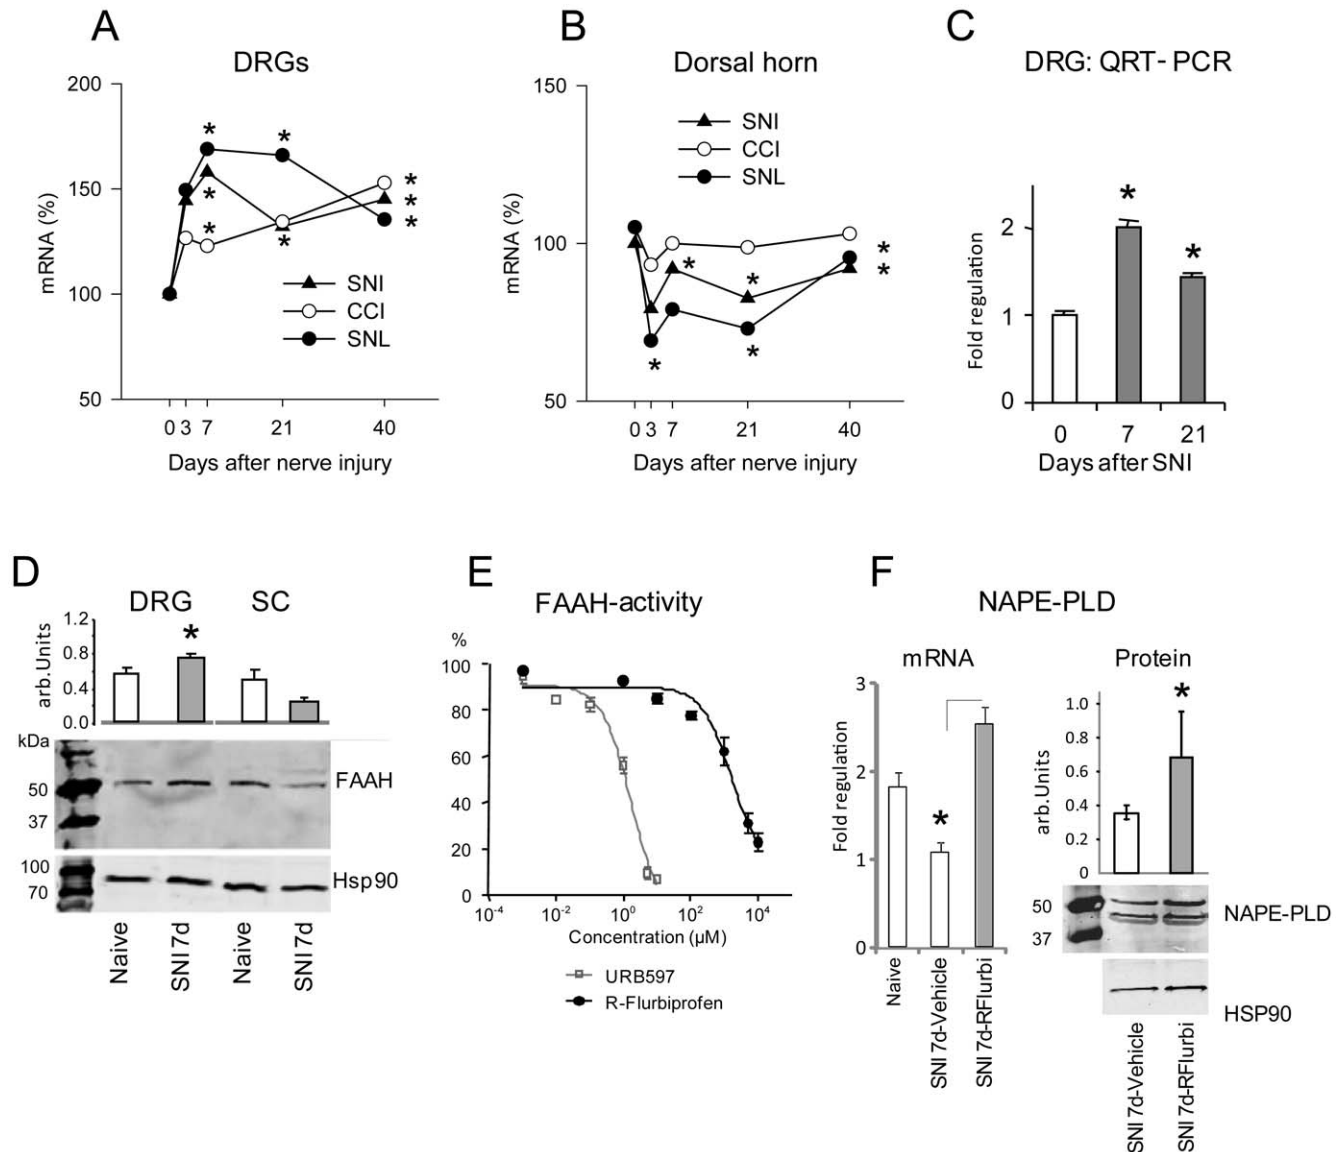 A
DRGs
200
150
100
50
mRNA (%)
*
*
*
*
*
*
*
*
SNI
CCI
SNL
0 3 7 21 40
Days after nerve injury
B
Dorsal horn
150
100
50
mRNA (%)
SNI
CCI
SNL
*
*
*
*
*
*
0 3 7 21 40
Days after nerve injury
C
DRG: QRT- PCR
Fold regulation
2
1
0
*
*
0 7 21
Days after SNI
D
DRG SC
arb.Units
1.2
0.8
0.4
0.0
*
kDa
50
37
FAAH
100
70
Hsp90
Naive
SNI 7d
Naive
SNI 7d
E
FAAH-activity
%
100
80
60
40
20
0
10-4 10-2 100 102 104
Concentration (µM)
URB597
R-Flurbiprofen
F
NAPE-PLD
mRNA
Fold regulation
3
2
1
0
*
Naive
SNI 7d-Vehicle
SNI 7d-RFlurbi
Protein
arb.Units
1.0
0.8
0.6
0.4
0.2
0
*
50
37
NAPE-PLD
HSP90
SNI 7d-Vehicle
SNI 7d-RFlurbi